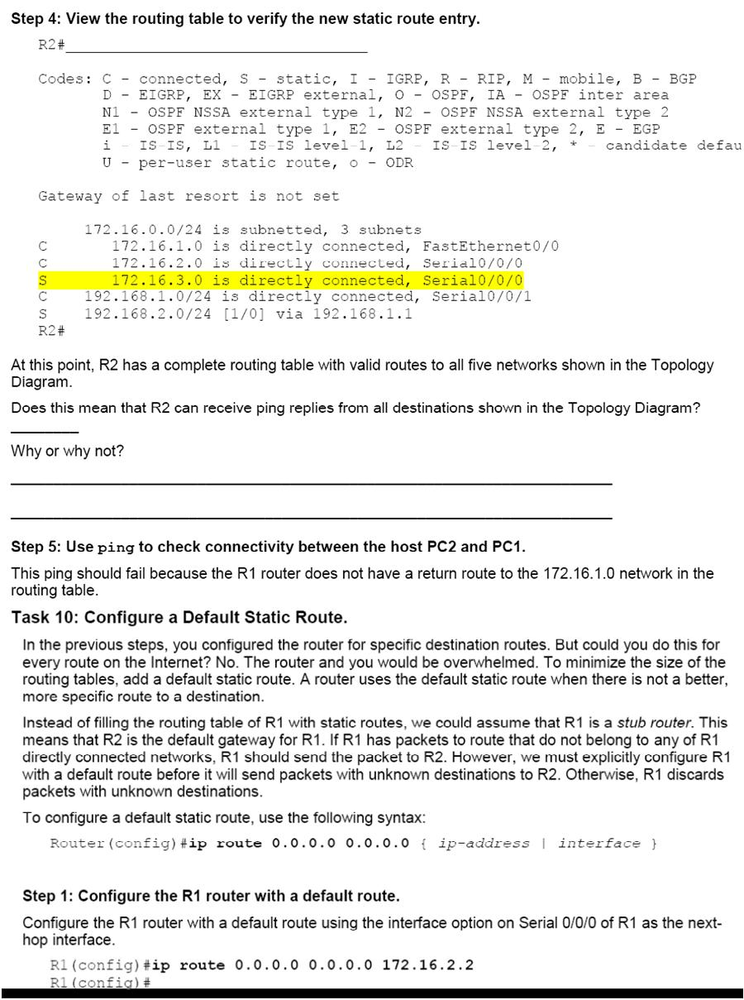 Step 4: View the routing table to verify the new static route entry.
R2#________________________________
Codes: C - connected, S - static, I - IGRP, R - RIP, M - mobile, B - BGP
D - EIGRP, EX - EIGRP external, O - OSPF, IA - OSPF inter area
N1 - OSPF NSSA external type 1, N2 - OSPF NSSA external type 2
E1 - OSPF external type 1, E2 - OSPF external type 2, E - EGP
i - IS-IS, L1 - IS-IS level-1, L2 - IS-IS level-2, * - candidate defau
U - per-user static route, o - ODR
Gateway of last resort is not set
172.16.0.0/24 is subnetted, 3 subnets
C 172.16.1.0 is directly connected, FastEthernet0/0
C 172.16.2.0 is directly connected, Serial0/0/0
S 172.16.3.0 is directly connected, Serial0/0/0
C 192.168.1.0/24 is directly connected, Serial0/0/1
S 192.168.2.0/24 [1/0] via 192.168.1.1
R2#
At this point, R2 has a complete routing table with valid routes to all five networks shown in the Topology
Diagram.
Does this mean that R2 can receive ping replies from all destinations shown in the Topology Diagram?
________
Why or why not?
Step 5: Use ping to check connectivity between the host PC2 and PC1.
This ping should fail because the R1 router does not have a return route to the 172.16.1.0 network in the
routing table.
Task 10: Configure a Default Static Route.
In the previous steps, you configured the router for specific destination routes. But could you do this for
every route on the Internet? No. The router and you would be overwhelmed. To minimize the size of the
routing tables, add a default static route. A router uses the default static route when there is not a better,
more specific route to a destination.
Instead of filling the routing table of R1 with static routes, we could assume that R1 is a stub router. This
means that R2 is the default gateway for R1. If R1 has packets to route that do not belong to any of R1
directly connected networks, R1 should send the packet to R2. However, we must explicitly configure R1
with a default route before it will send packets with unknown destinations to R2. Otherwise, R1 discards
packets with unknown destinations.
To configure a default static route, use the following syntax:
Router(config)#ip route 0.0.0.0 0.0.0.0 { ip-address | interface }
Step 1: Configure the R1 router with a default route.
Configure the R1 router with a default route using the interface option on Serial 0/0/0 of R1 as the next-
hop interface.
R1(config)#ip route 0.0.0.0 0.0.0.0 172.16.2.2
R1(config)#